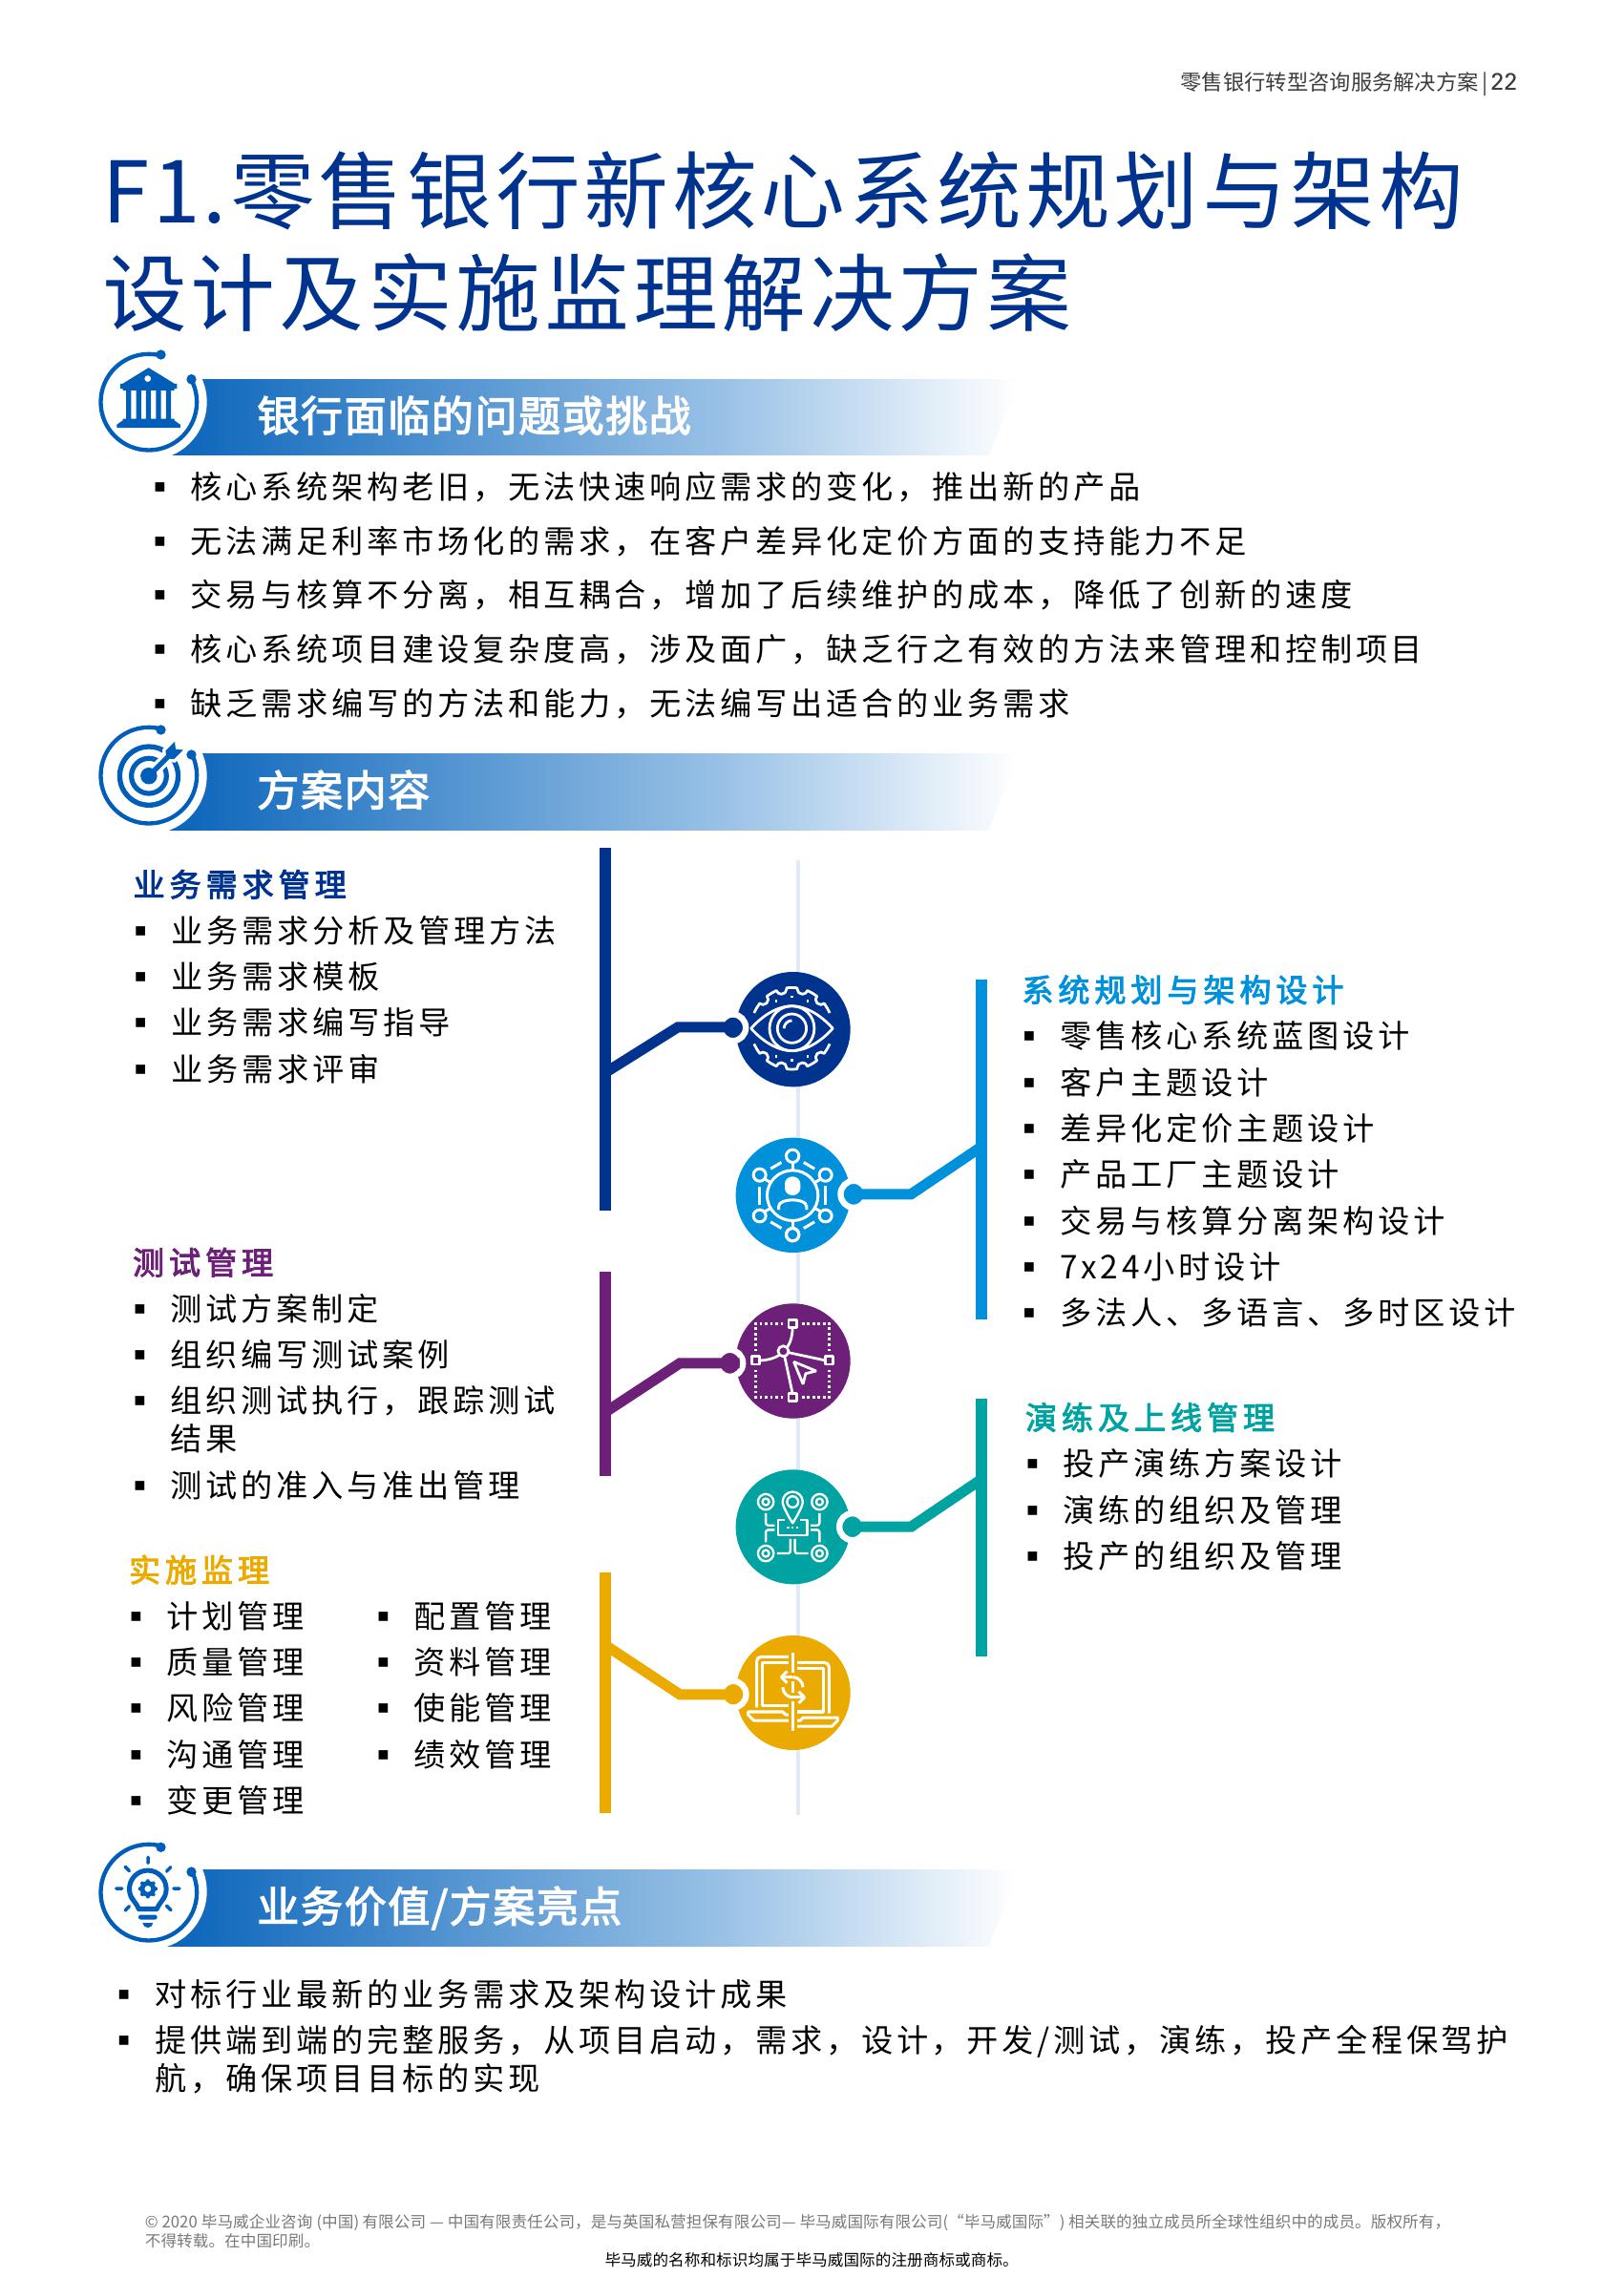 零售银行转型咨询服务解决方案|22
F1.零售银行新核心系统规划与架构
设计及实施监理解决方案
银行面临的问题或挑战
▪ 核心系统架构老旧，无法快速响应需求的变化，推出新的产品
▪ 无法满足利率市场化的需求，在客户差异化定价方面的支持能力不足
▪ 交易与核算不分离，相互耦合，增加了后续维护的成本，降低了创新的速度
▪ 核心系统项目建设复杂度高，涉及面广，缺乏行之有效的方法来管理和控制项目
▪ 缺乏需求编写的方法和能力，无法编写出适合的业务需求
方案内容
业务需求管理
▪ 业务需求分析及管理方法
▪ 业务需求模板
▪ 业务需求编写指导
▪ 业务需求评审
系统规划与架构设计
▪ 零售核心系统蓝图设计
▪ 客户主题设计
▪ 差异化定价主题设计
▪ 产品工厂主题设计
▪ 交易与核算分离架构设计
▪ 7x24小时设计
▪ 多法人、多语言、多时区设计
测试管理
▪ 测试方案制定
▪ 组织编写测试案例
▪ 组织测试执行，跟踪测试
结果
▪ 测试的准入与准出管理
演练及上线管理
▪ 投产演练方案设计
▪ 演练的组织及管理
▪ 投产的组织及管理
实施监理
▪ 计划管理
▪ 质量管理
▪ 风险管理
▪ 沟通管理
▪ 变更管理
▪ 配置管理
▪ 资料管理
▪ 使能管理
▪ 绩效管理
业务价值/方案亮点
▪ 对标行业最新的业务需求及架构设计成果
▪ 提供端到端的完整服务，从项目启动，需求，设计，开发/测试，演练，投产全程保驾护
航，确保项目目标的实现
© 2020 毕马威企业咨询 (中国) 有限公司 — 中国有限责任公司，是与英国私营担保有限公司— 毕马威国际有限公司(“毕马威国际”) 相关联的独立成员所全球性组织中的成员。版权所有，
不得转载。在中国印刷。
毕马威的名称和标识均属于毕马威国际的注册商标或商标。